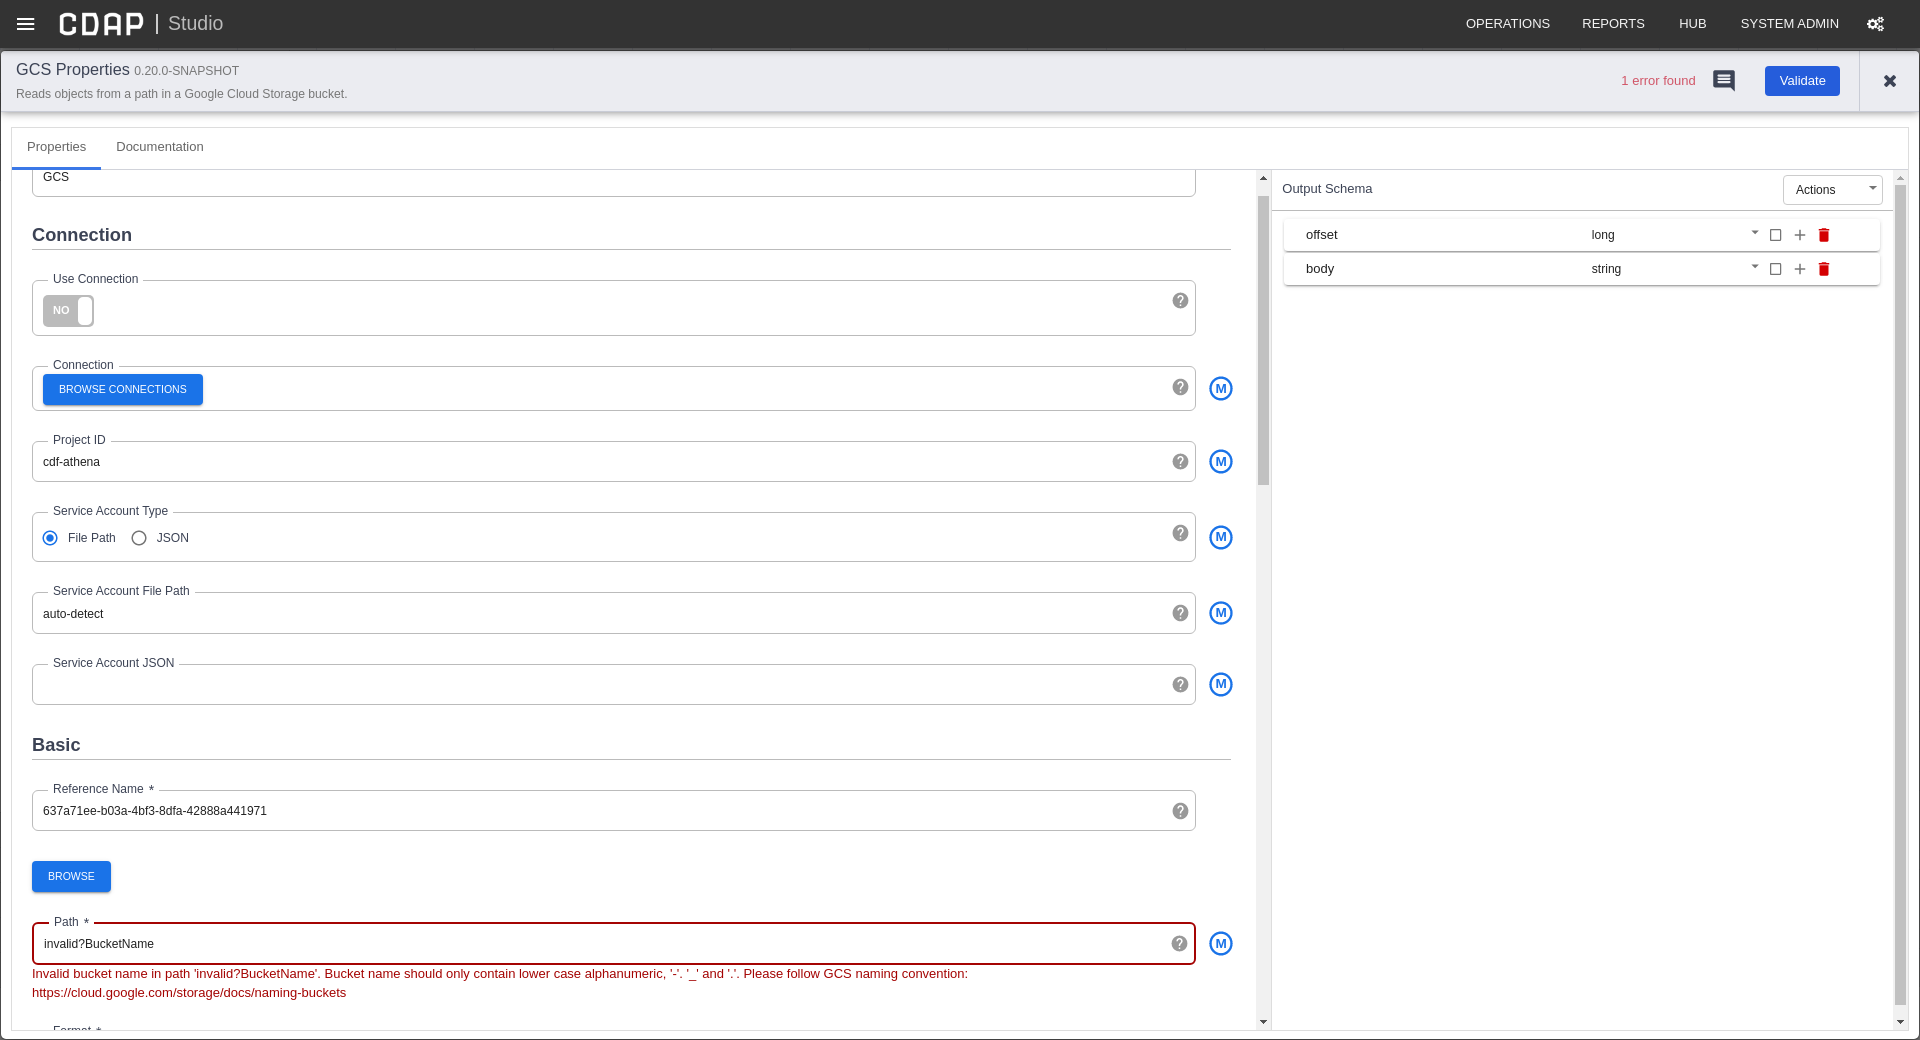 CDAP | Studio
OPERATIONS REPORTS HUB SYSTEM ADMIN
GCS Properties 0.20.0-SNAPSHOT
Reads objects from a path in a Google Cloud Storage bucket.
1 error found
Validate
Properties Documentation
GCS
Connection
Use Connection
NO
Connection
BROWSE CONNECTIONS
M
Project ID
cdf-athena
M
Service Account Type
File Path JSON
M
Service Account File Path
auto-detect
M
Service Account JSON
M
Basic
Reference Name *
637a71ee-b03a-4bf3-8dfa-42888a441971
BROWSE
Path *
invalid?BucketName
M
Invalid bucket name in path 'invalid?BucketName'. Bucket name should only contain lower case alphanumeric, '-'. '_' and '.'. Please follow GCS naming convention:
https://cloud.google.com/storage/docs/naming-buckets
Format *
Output Schema
Actions
offset long
body string